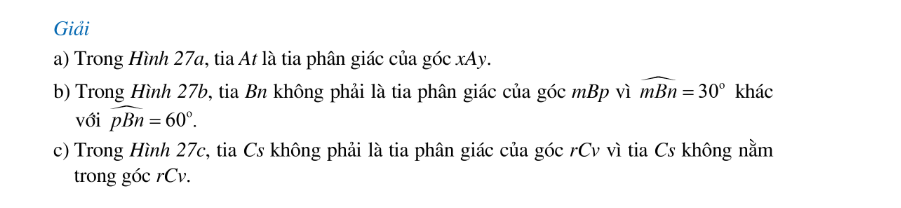 Giải
a) Trong Hình 27a, tia At là tia phân giác của góc xAy.
b) Trong Hình 27b, tia Bn không phải là tia phân giác của góc mBp vì $\widehat{mBn}$ = 30° khác
với $\widehat{pBn}$ = 60°.
c) Trong Hình 27c, tia Cs không phải là tia phân giác của góc rCv vì tia Cs không nằm
trong góc rCv.